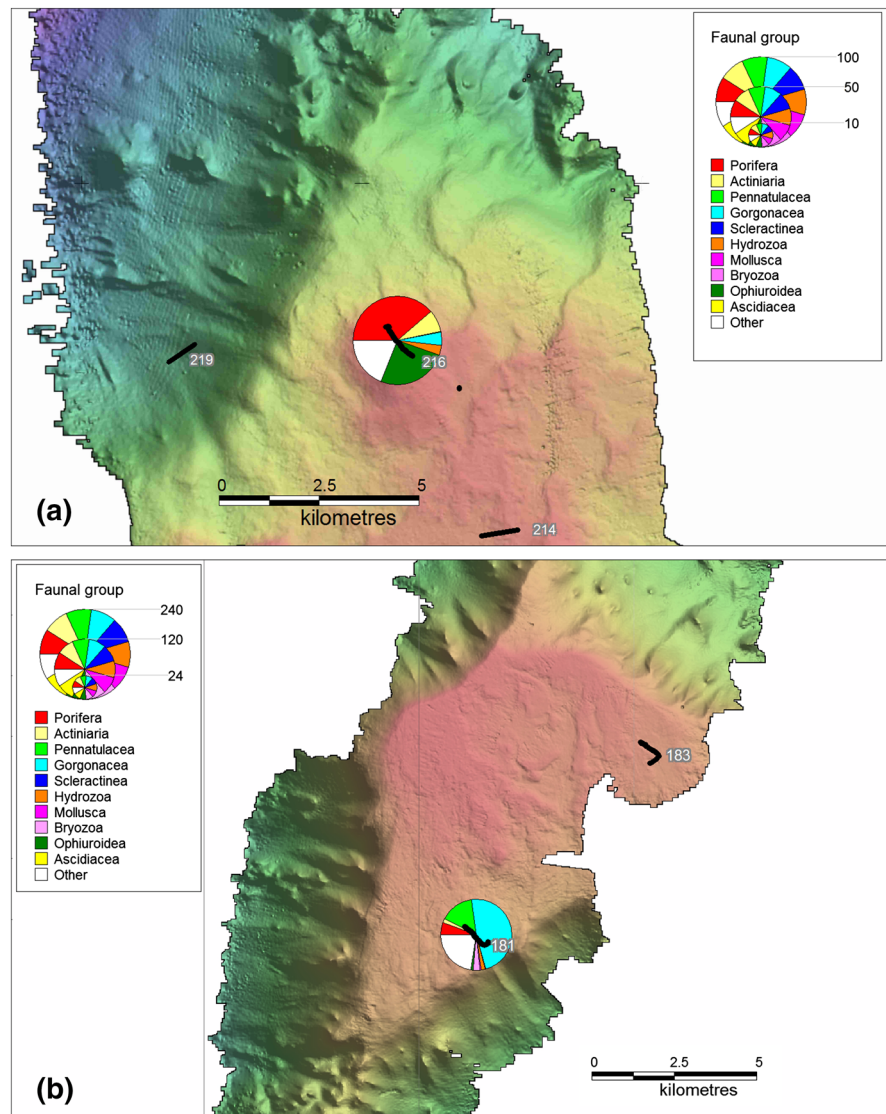 Faunal group
100
50
10
Porifera
Actiniaria
Pennatulacea
Gorgonacea
Scleractinea
Hydrozoa
Mollusca
Bryozoa
Ophiuroidea
Ascidiacea
Other
219
216
214
0 2.5 5
kilometres
(a)
Faunal group
240
120
24
Porifera
Actiniaria
Pennatulacea
Gorgonacea
Scleractinea
Hydrozoa
Mollusca
Bryozoa
Ophiuroidea
Ascidiacea
Other
183
181
0 2.5 5
kilometres
(b)